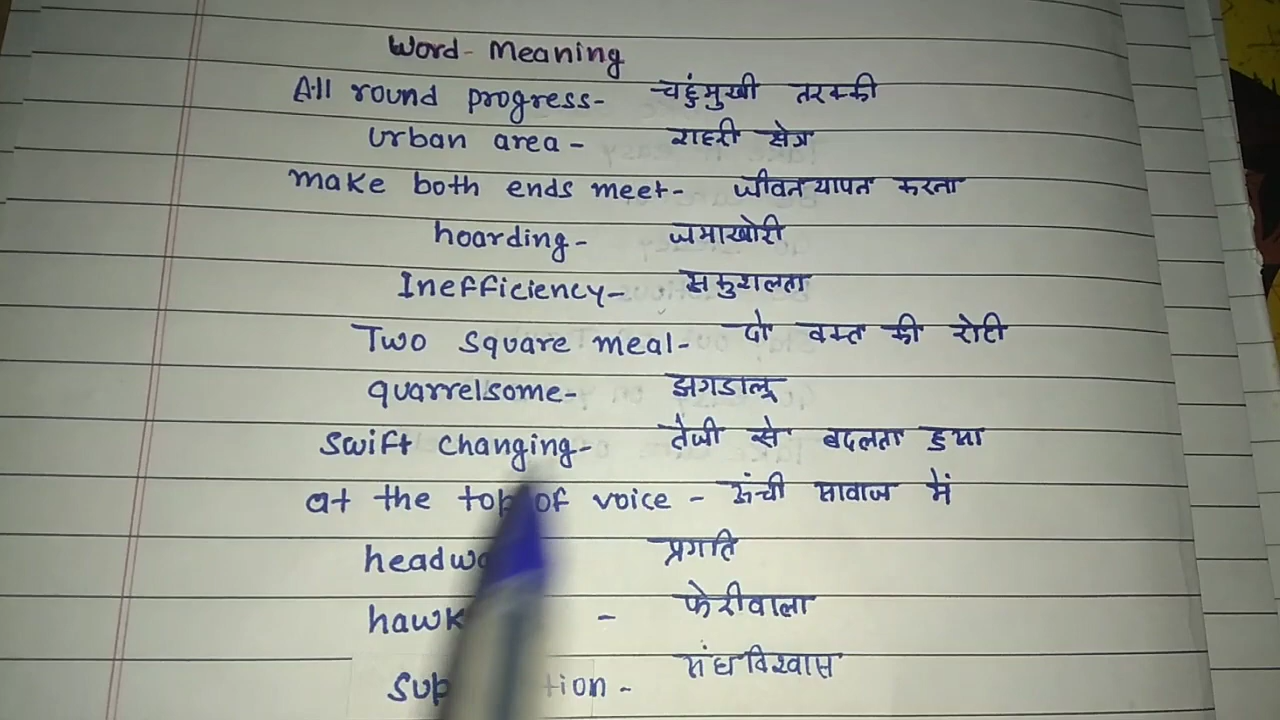 Word - Meaning
All round progress - चहुंमुखी तरक्की
Urban area - शहरी क्षेत्र
make both ends meet - जीवनयापन करना
hoarding - जमाखोरी
Inefficiency - अकुशलता
Two square meal - दो वक्त की रोटी
quarrelsome - झगडालू
swift changing - तेजी से बदलता हुआ
at the top of voice - ऊंची आवाज में
प्रगति
- फेरीवाला
- अंधविश्वास